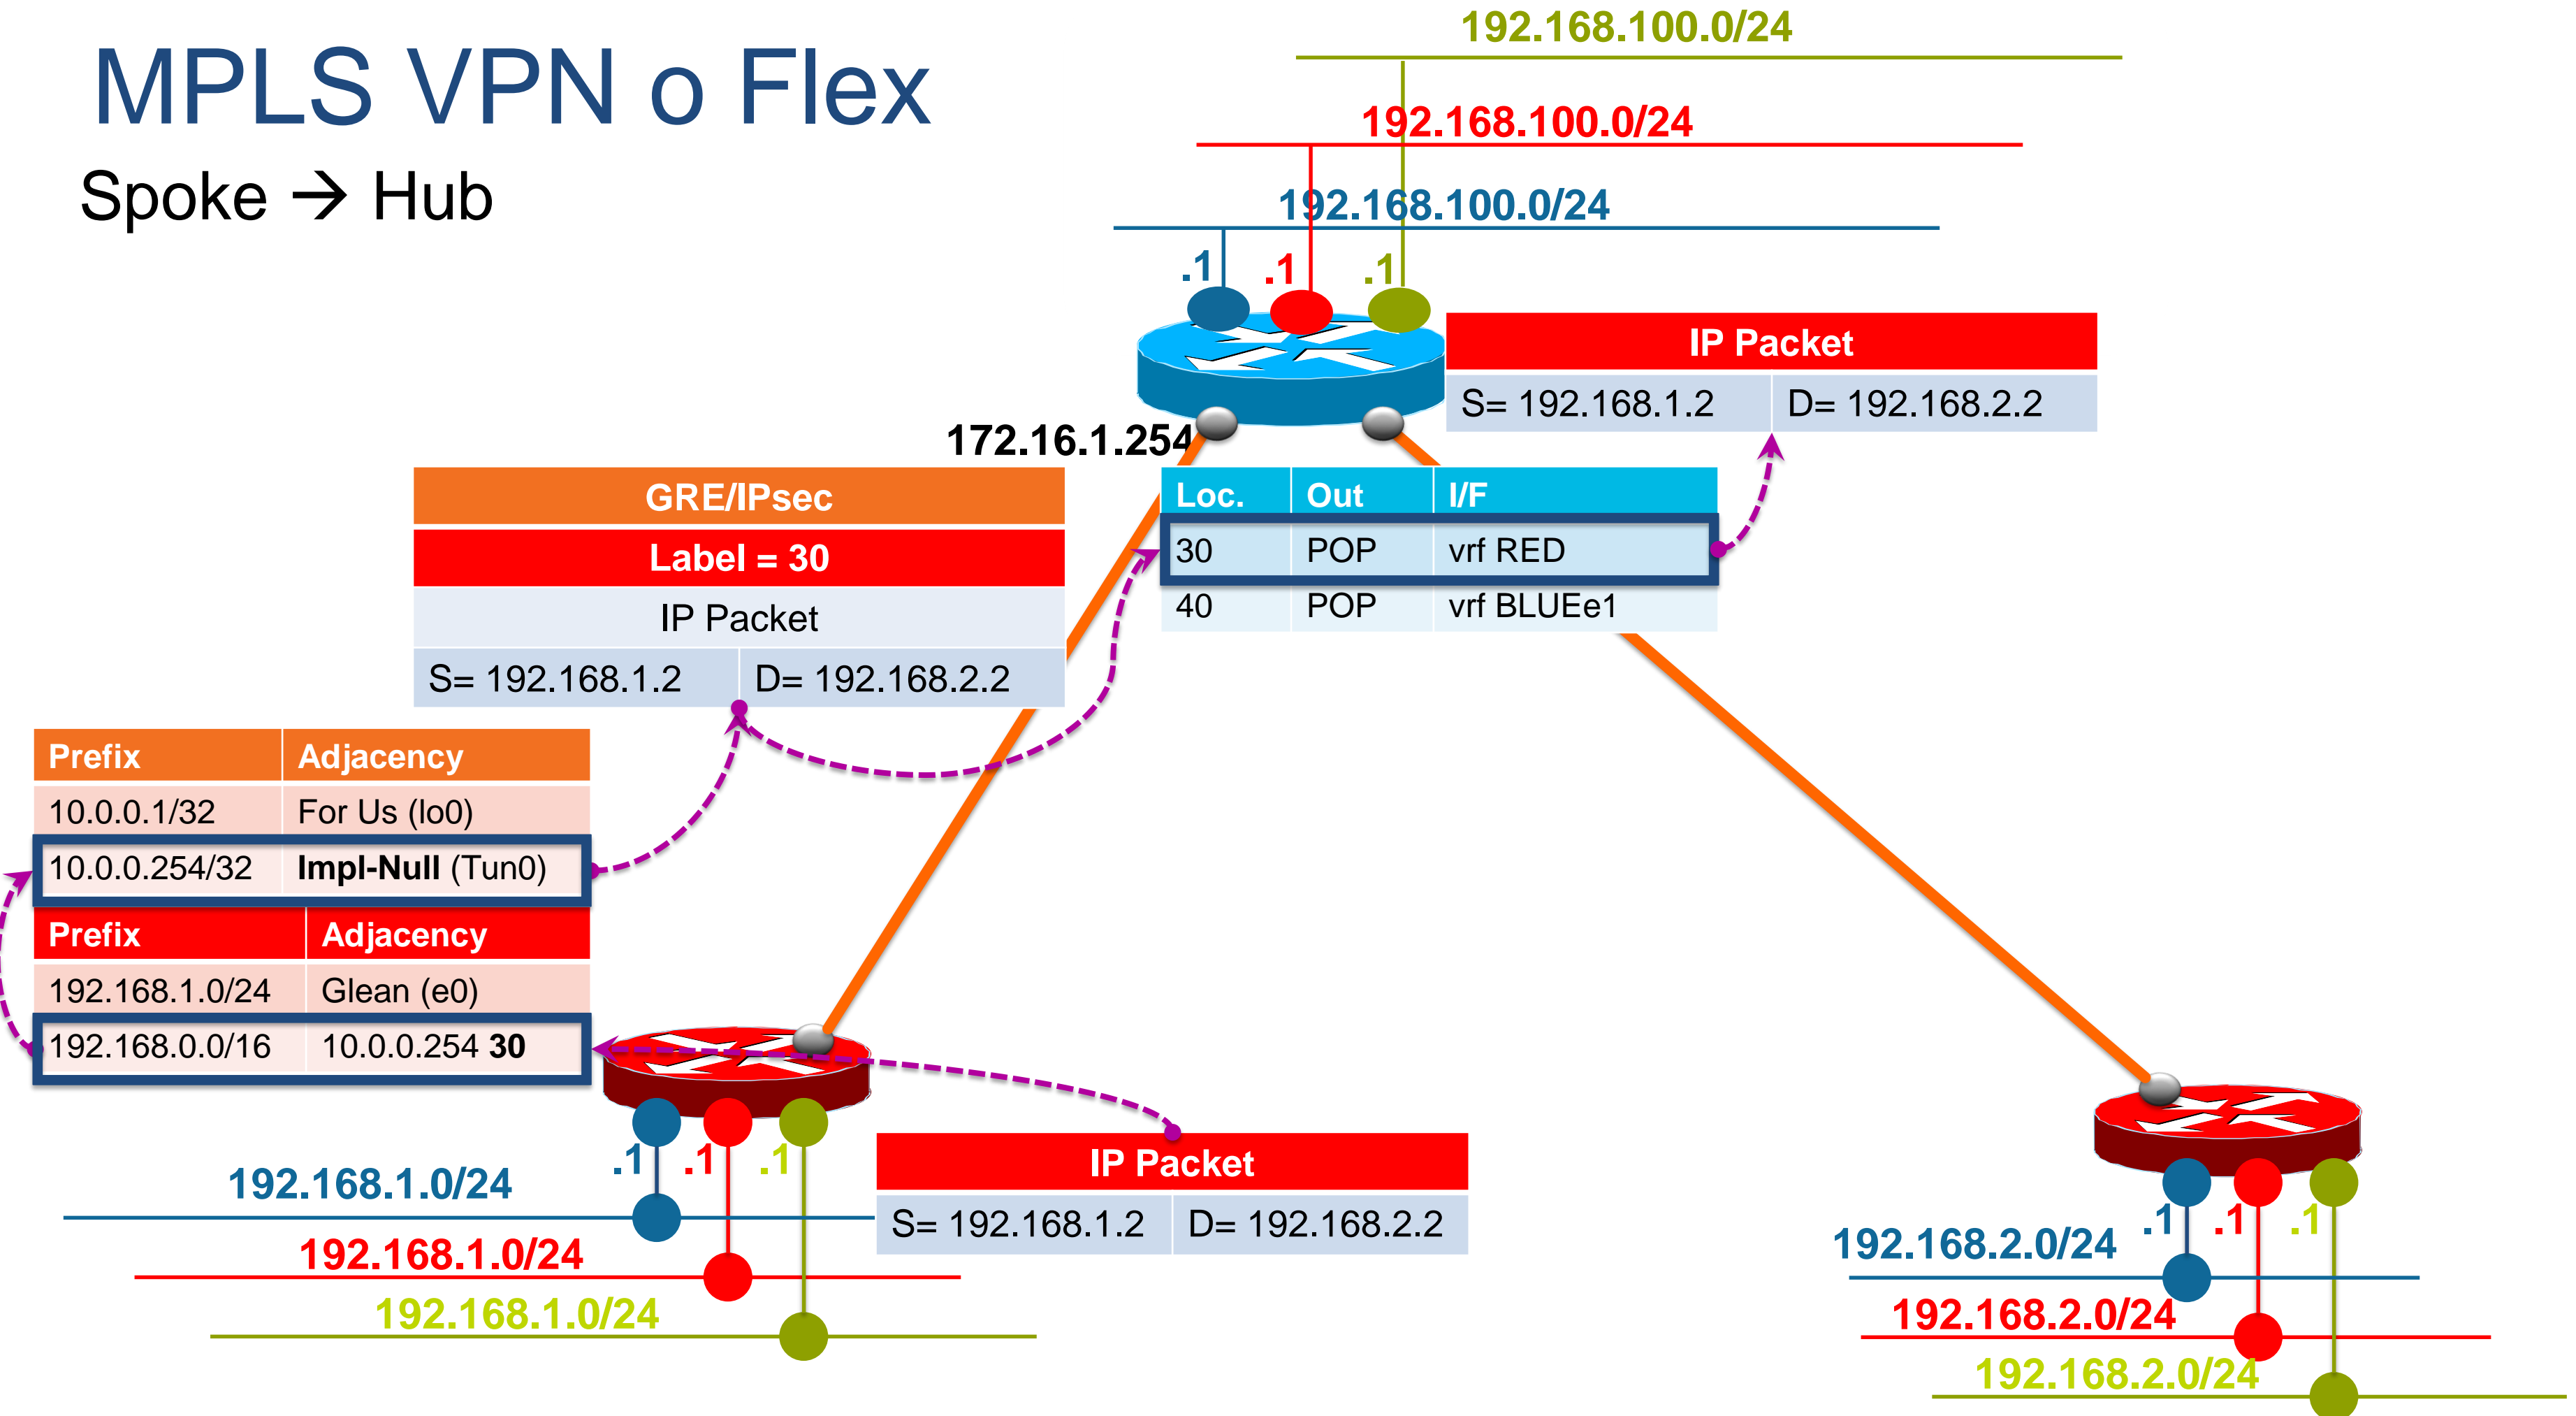 MPLS VPN o Flex
Spoke → Hub
192.168.100.0/24
192.168.100.0/24
192.168.100.0/24
.1 .1 .1
IP Packet
S= 192.168.1.2 D= 192.168.2.2
172.16.1.254
GRE/IPsec
Label = 30
IP Packet
S= 192.168.1.2 D= 192.168.2.2
Loc. Out I/F
30 POP vrf RED
40 POP vrf BLUEe1
Prefix Adjacency
10.0.0.1/32 For Us (lo0)
10.0.0.254/32 Impl-Null (Tun0)
Prefix Adjacency
192.168.1.0/24 Glean (e0)
192.168.0.0/16 10.0.0.254 30
.1 .1 .1
192.168.1.0/24
192.168.1.0/24
192.168.1.0/24
IP Packet
S= 192.168.1.2 D= 192.168.2.2
.1 .1 .1
192.168.2.0/24
192.168.2.0/24
192.168.2.0/24